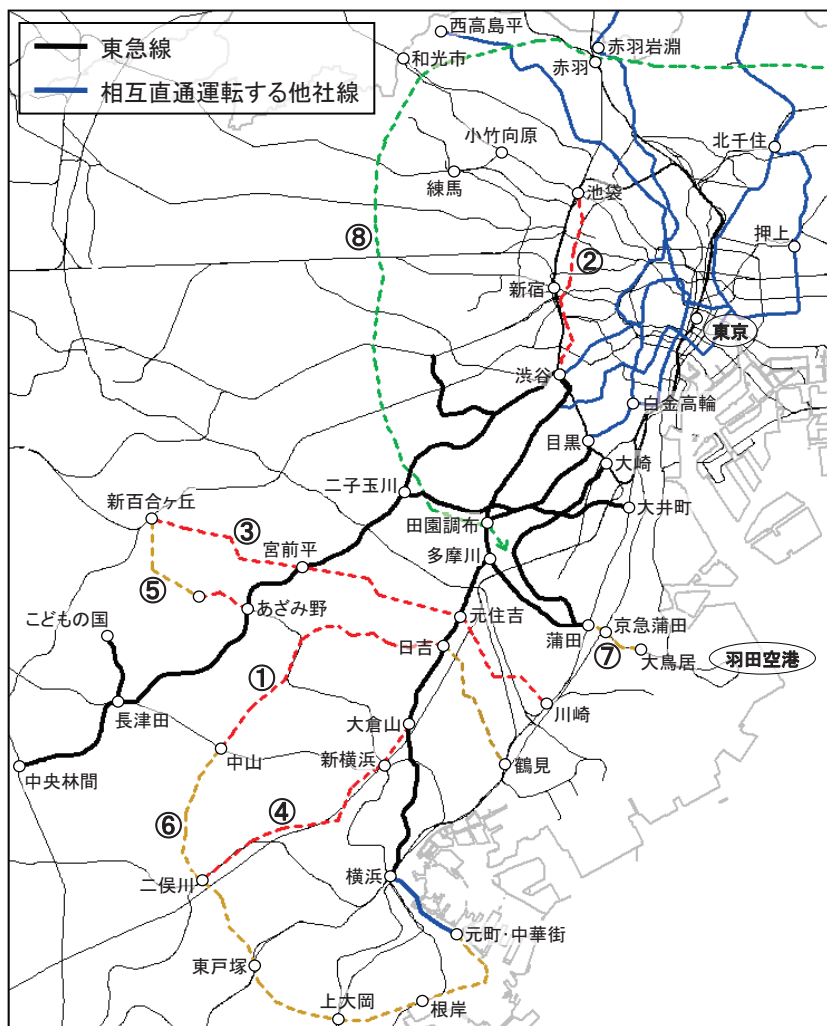 東急線
相互直通運転する他社線
西高島平
和光市
赤羽岩淵
赤羽
小竹向原
北千住
練馬
池袋
⑧
②
押上
新宿
東京
渋谷
白金高輪
目黒
大崎
二子玉川
大井町
新百合ヶ丘
③
田園調布
宮前平
多摩川
⑤
あざみ野
元住吉
こどもの国
蒲田
京急蒲田
日吉
⑦
大鳥居
羽田空港
①
長津田
川崎
大倉山
中山
新横浜
中央林間
鶴見
⑥
④
二俣川
横浜
元町・中華街
東戸塚
上大岡
根岸